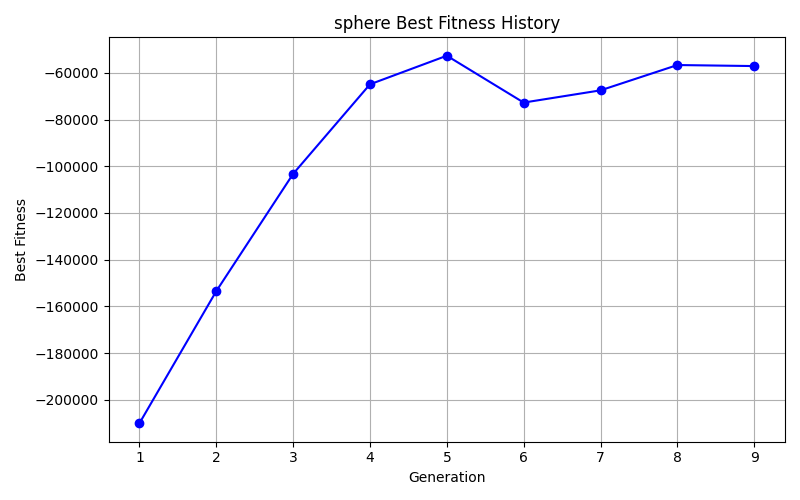 sphere Best Fitness History
Best Fitness
−60000
−80000
−100000
−120000
−140000
−160000
−180000
−200000
1 2 3 4 5 6 7 8 9
Generation